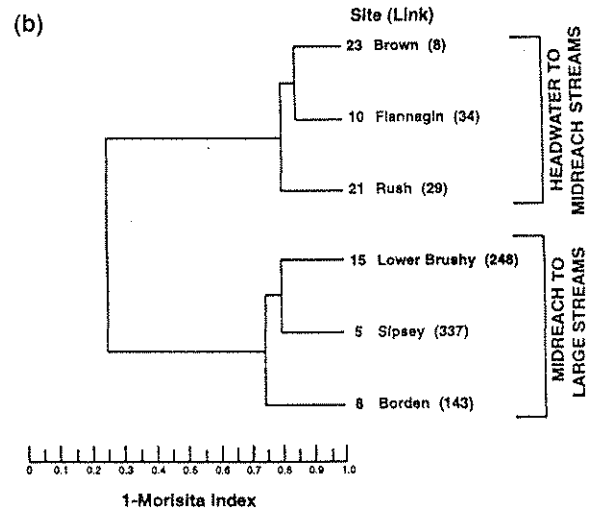 (b)
Site (Link)
23 Brown (8)
10 Flannagin (34)
21 Rush (29)
HEADWATER TO
MIDREACH STREAMS
15 Lower Brushy (248)
5 Sipsey (337)
8 Borden (143)
MIDREACH TO
LARGE STREAMS
0 0.1 0.2 0.3 0.4 0.5 0.6 0.7 0.8 0.9 1.0
1-Morisita Index